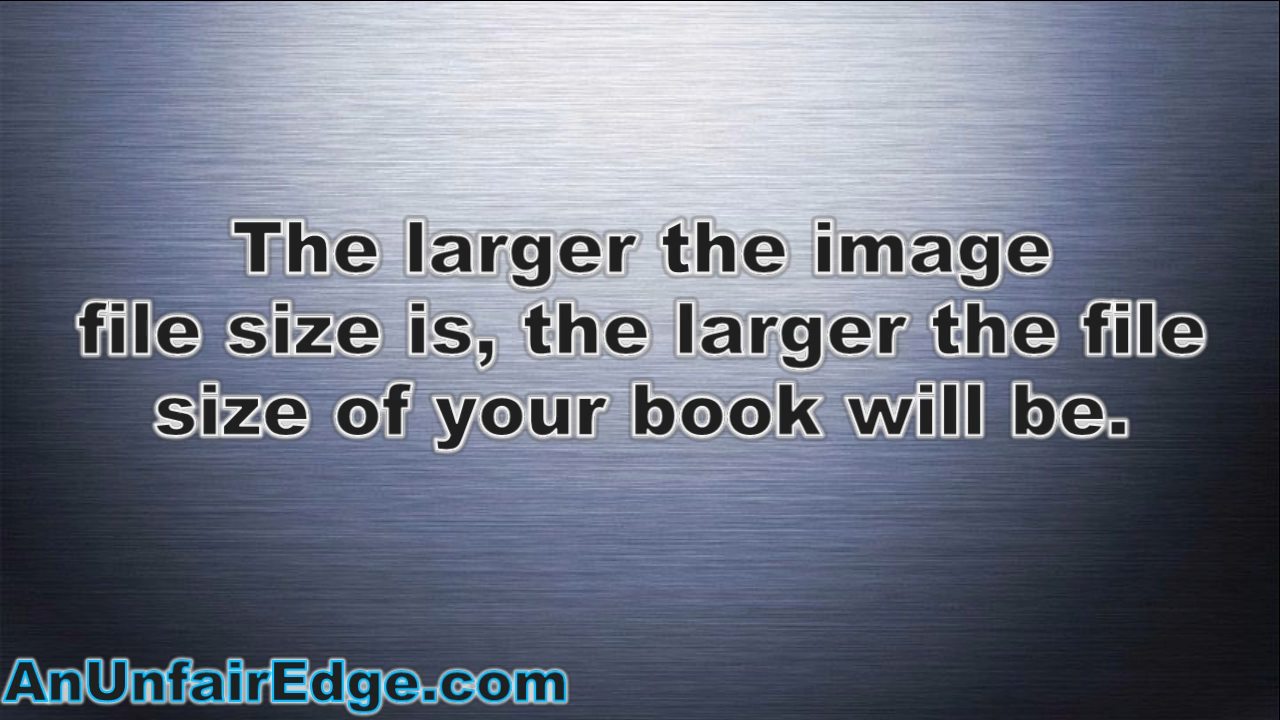 The larger the image
file size is, the larger the file
size of your book will be.
AnUnfairEdge.com